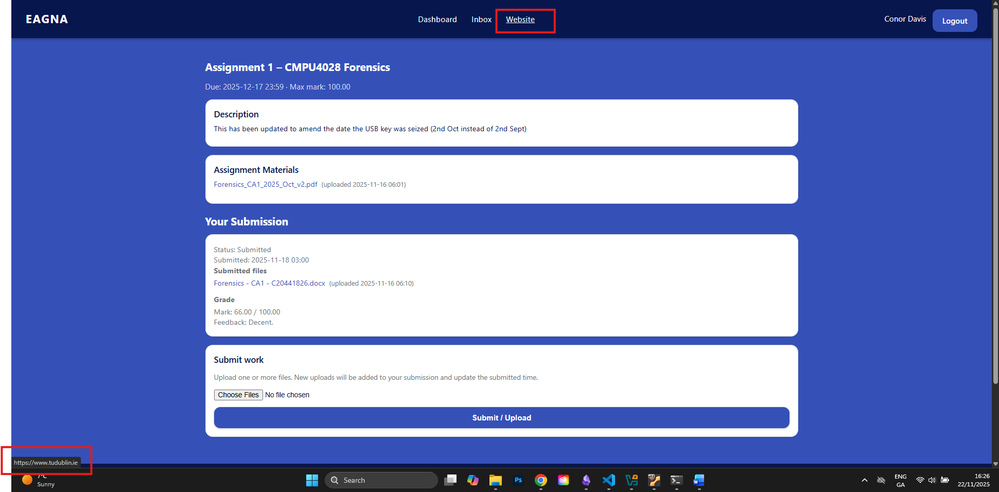 EAGNA
Dashboard Inbox Website
Conor Davis Logout
Assignment 1 – CMPU4028 Forensics
Due: 2025-12-17 23:59 · Max mark: 100.00
Description
This has been updated to amend the date the USB key was seized (2nd Oct instead of 2nd Sept)
Assignment Materials
Forensics_CA1_2025_Oct_v2.pdf (uploaded 2025-11-16 06:01)
Your Submission
Status: Submitted
Submitted: 2025-11-18 03:00
Submitted files
Forensics - CA1 - C20441826.docx (uploaded 2025-11-16 06:10)
Grade
Mark: 66.00 / 100.00
Feedback: Decent.
Submit work
Upload one or more files. New uploads will be added to your submission and update the submitted time.
Choose Files No file chosen
Submit / Upload
https://www.tudublin.ie
7°C
Sunny
Search
Ps
ENG
GA
16:26
22/11/2025